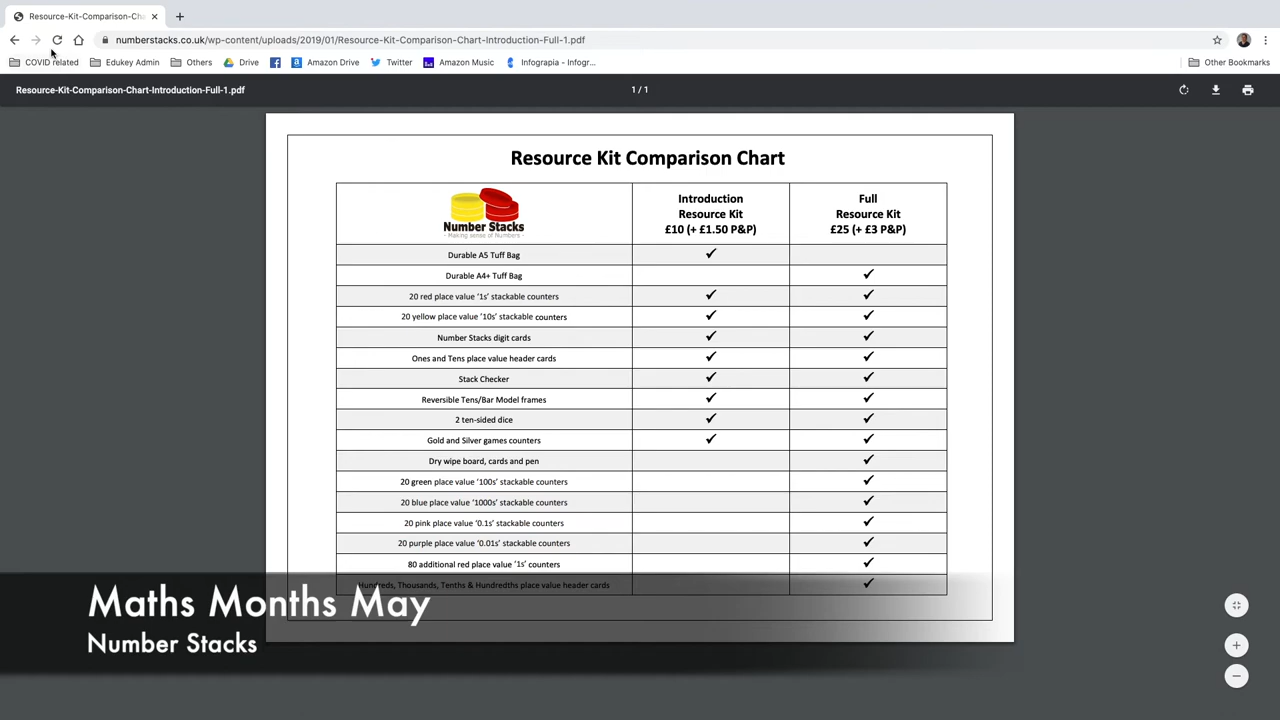 Resource-Kit-Comparison-Cha
numberstacks.co.uk/wp-content/uploads/2019/01/Resource-Kit-Comparison-Chart-Introduction-Full-1.pdf
COVID related Edukey Admin Others Drive Amazon Drive Twitter Amazon Music Infograpia - Infogr... Other Bookmarks
Resource-Kit-Comparison-Chart-Introduction-Full-1.pdf 1 / 1
Resource Kit Comparison Chart
Number Stacks
- Making sense of Numbers -
Introduction
Resource Kit
£10 (+ £1.50 P&P)
Full
Resource Kit
£25 (+ £3 P&P)
Durable A5 Tuff Bag ✓
Durable A4+ Tuff Bag ✓
20 red place value ‘1s’ stackable counters ✓ ✓
20 yellow place value ‘10s’ stackable counters ✓ ✓
Number Stacks digit cards ✓ ✓
Ones and Tens place value header cards ✓ ✓
Stack Checker ✓ ✓
Reversible Tens/Bar Model frames ✓ ✓
2 ten-sided dice ✓ ✓
Gold and Silver games counters ✓ ✓
Dry wipe board, cards and pen ✓
20 green place value ‘100s’ stackable counters ✓
20 blue place value ‘1000s’ stackable counters ✓
20 pink place value ‘0.1s’ stackable counters ✓
20 purple place value ‘0.01s’ stackable counters ✓
80 additional red place value ‘1s’ counters ✓
Hundreds, Thousands, Tenths & Hundredths place value header cards ✓
Maths Months May
Number Stacks